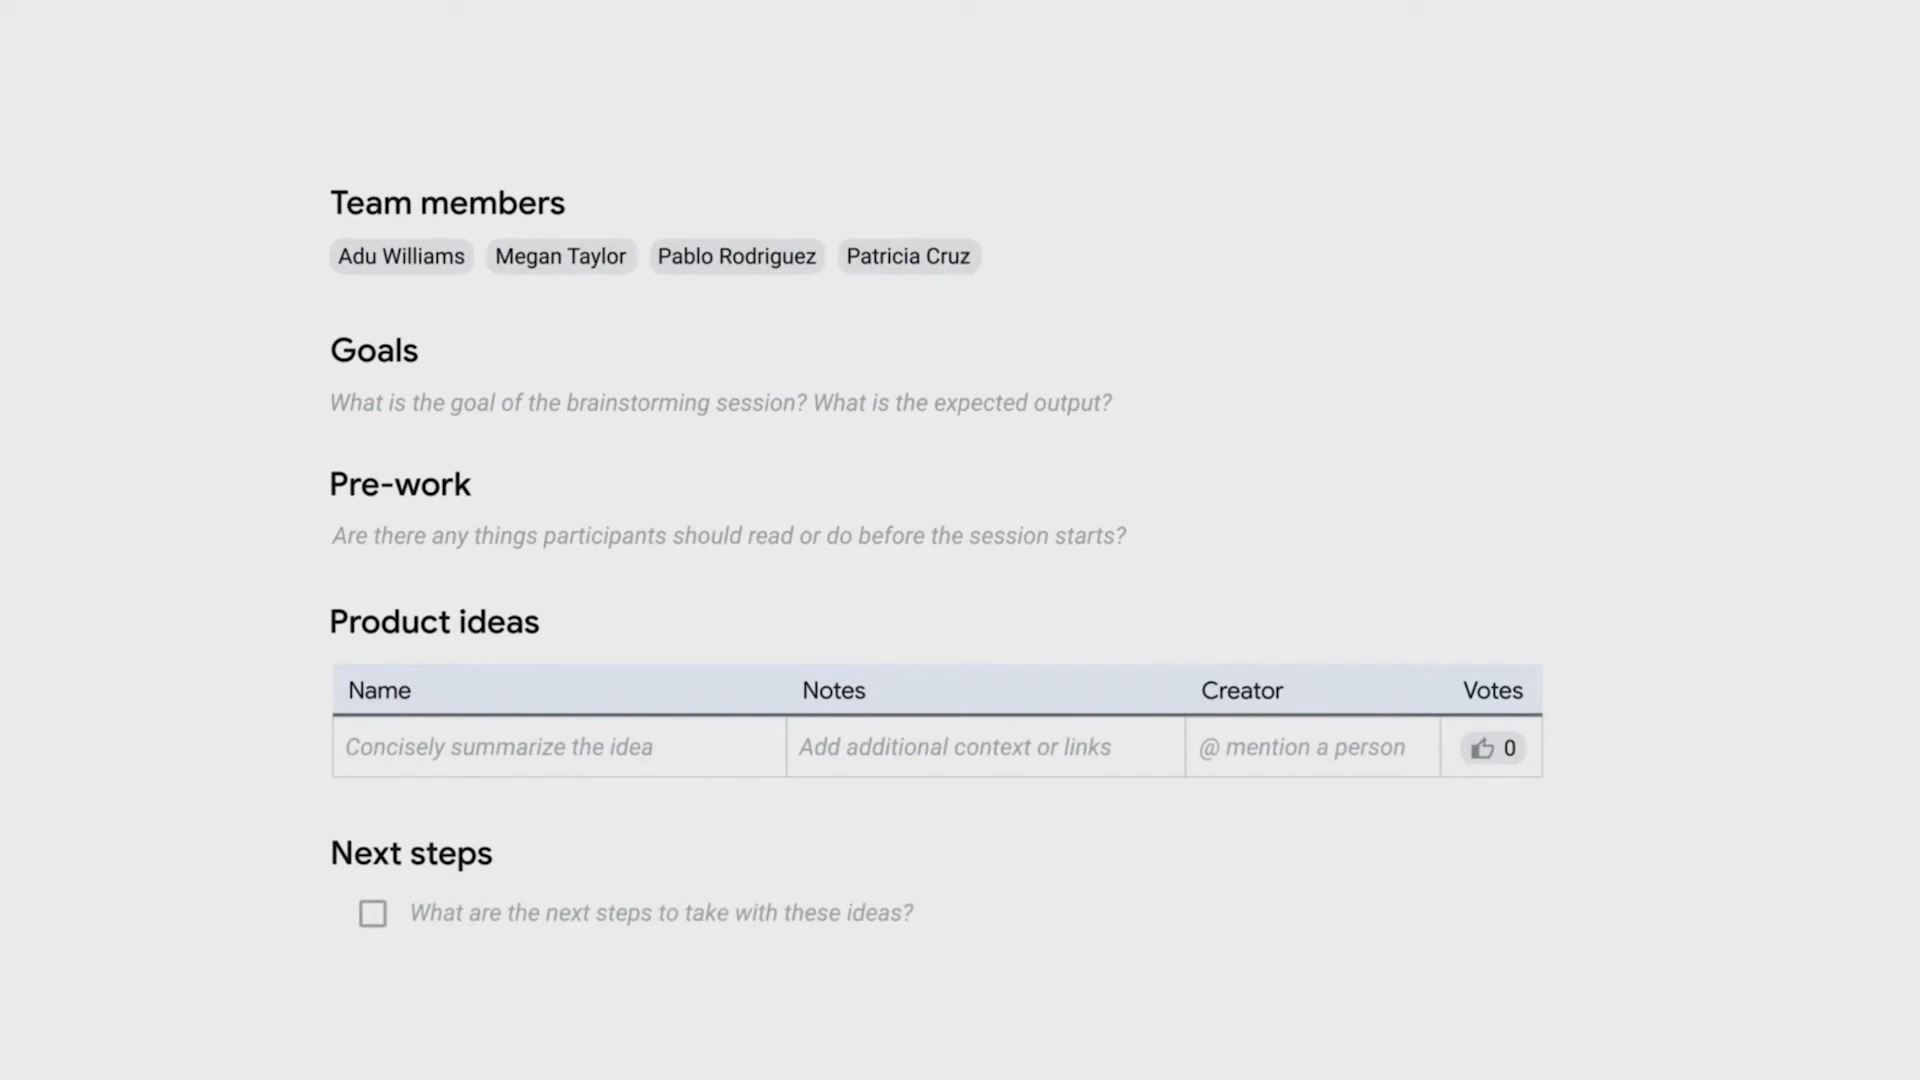 Team members
Adu Williams Megan Taylor Pablo Rodriguez Patricia Cruz
Goals
What is the goal of the brainstorming session? What is the expected output?
Pre-work
Are there any things participants should read or do before the session starts?
Product ideas
Name Notes Creator Votes
Concisely summarize the idea Add additional context or links @ mention a person 0
Next steps
What are the next steps to take with these ideas?